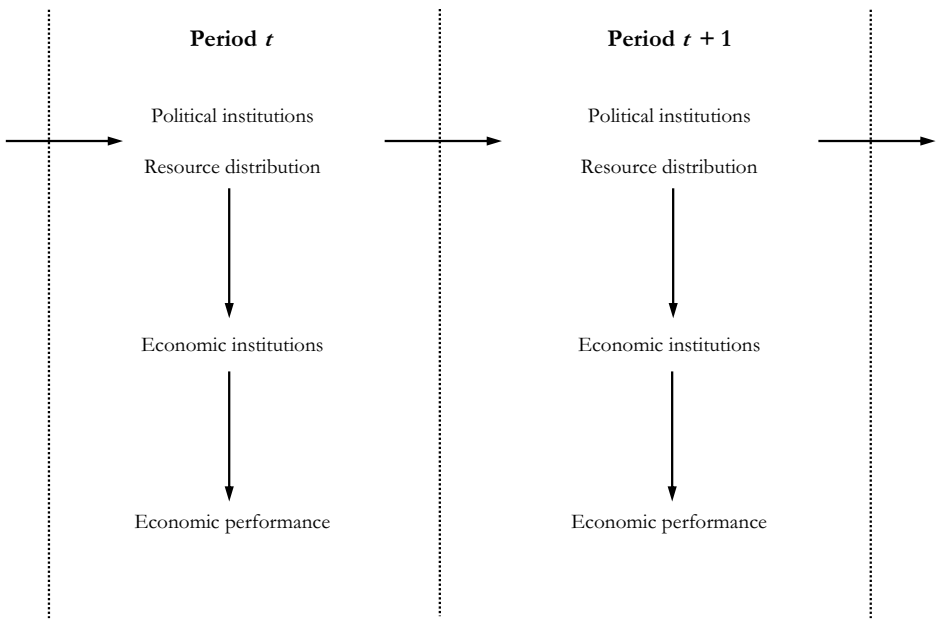 Period t
Period t + 1
Political institutions
Political institutions
Resource distribution
Resource distribution
Economic institutions
Economic institutions
Economic performance
Economic performance